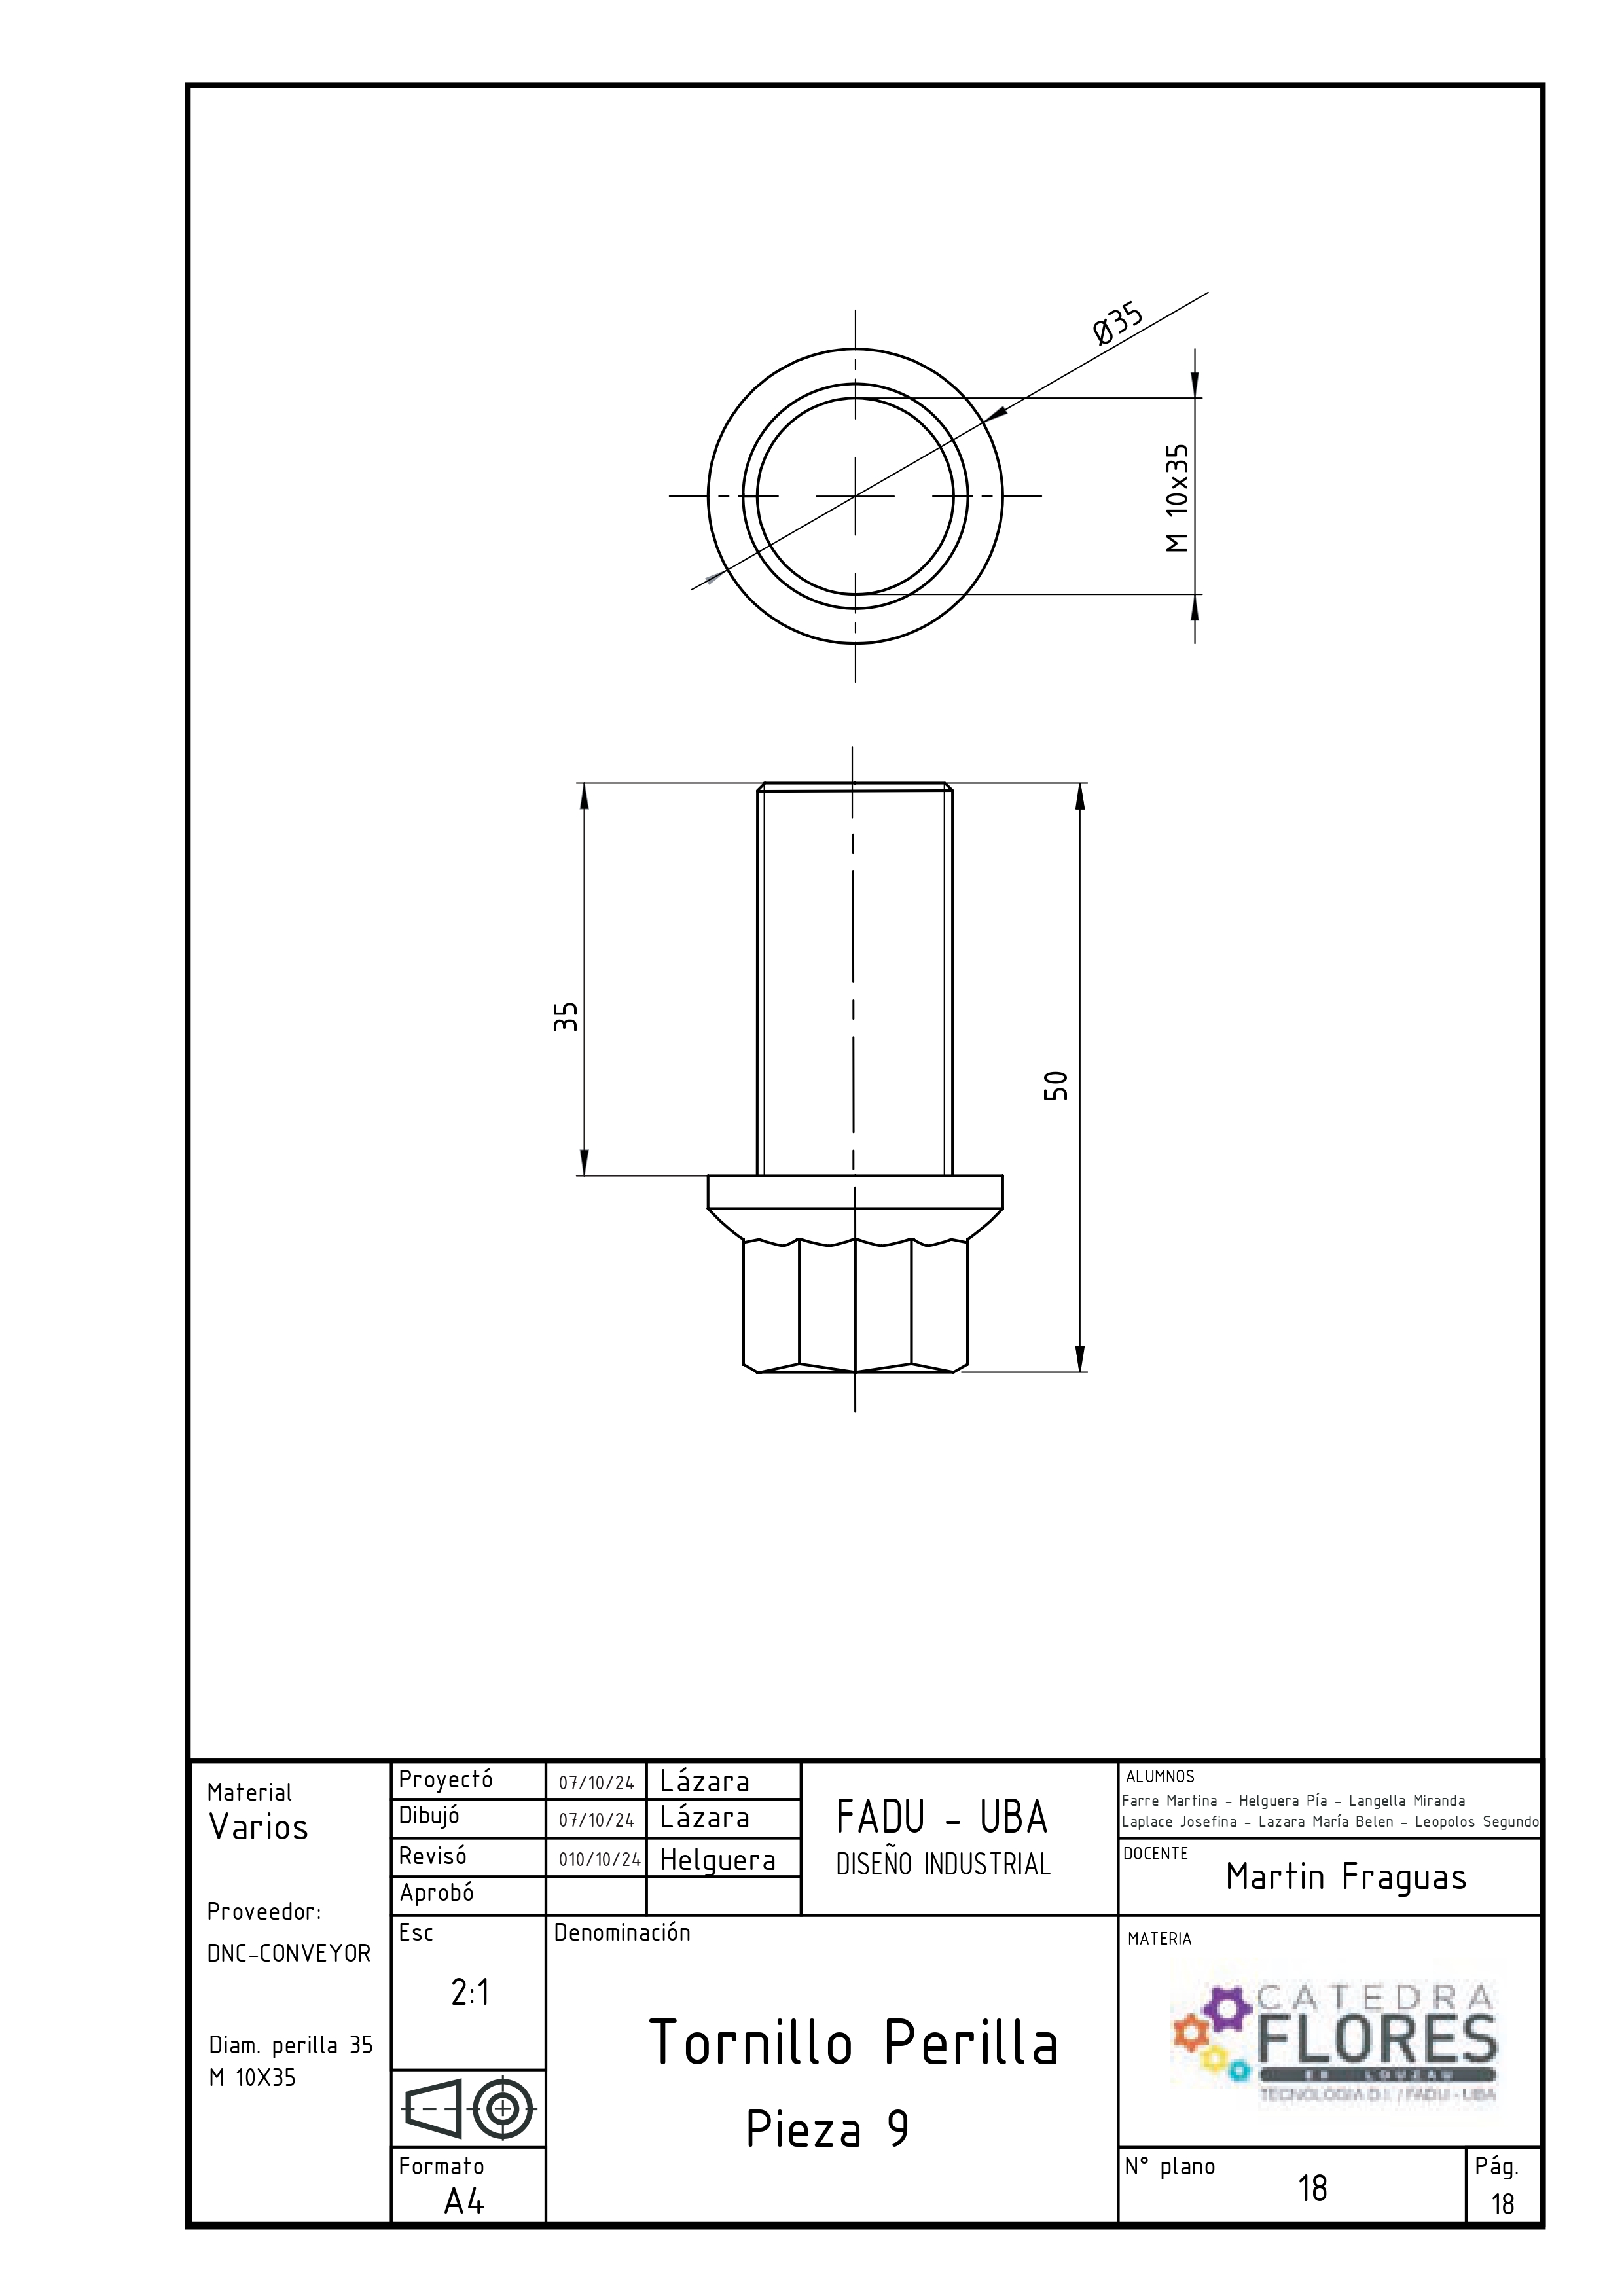 Ø35
M 10x35
35
50
Material
Varios
Proveedor:
DNC-CONVEYOR
Diam. perilla 35
M 10X35
Proyectó 07/10/24 Lázara
Dibujó 07/10/24 Lázara
Revisó 010/10/24 Helguera
Aprobó
Esc
2:1
Formato
A4
FADU - UBA
DISEÑO INDUSTRIAL
Denominación
Tornillo Perilla
Pieza 9
ALUMNOS
Farre Martina - Helguera Pía - Langella Miranda
Laplace Josefina - Lazara María Belen - Leopolos Segundo
DOCENTE
Martin Fraguas
MATERIA
CATEDRA
FLORES
EX LOUZAU
TECNOLOGIA D.I. / FADU - UBA
N° plano
18
Pág.
18